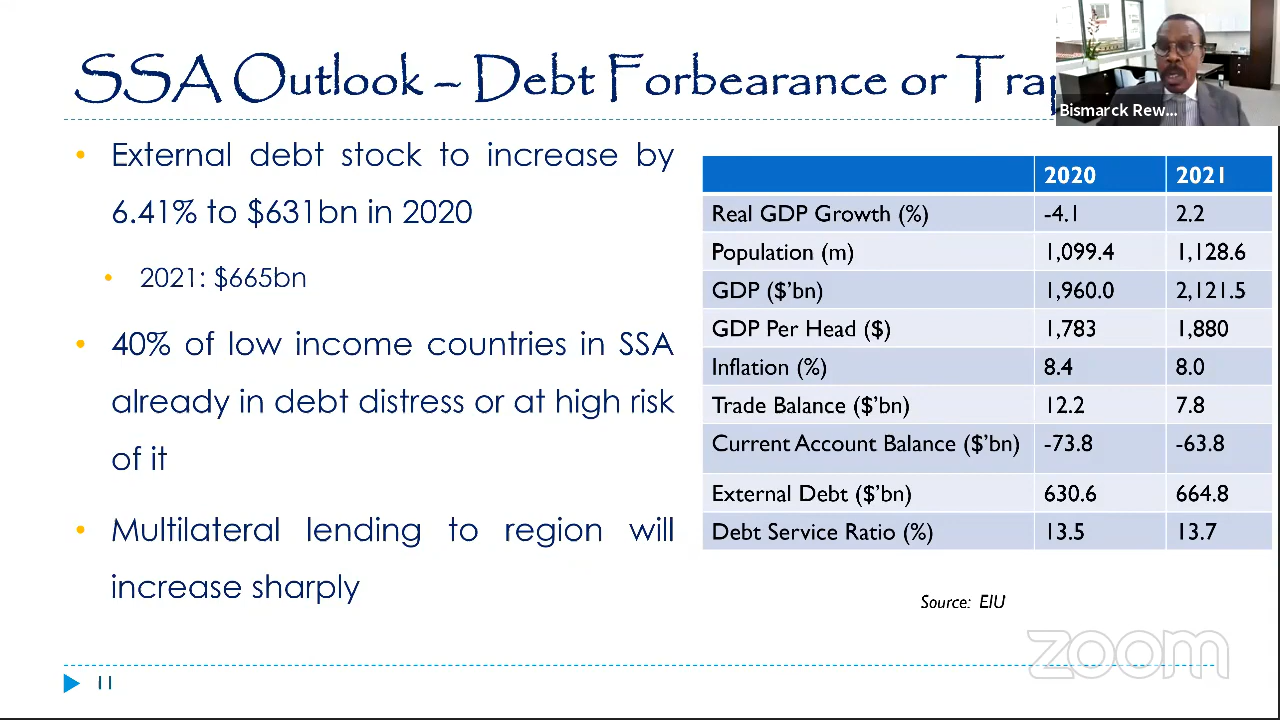 SSA Outlook – Debt Forbearance or Trap
Bismarck Rew...
• External debt stock to increase by
6.41% to $631bn in 2020
• 2021: $665bn
• 40% of low income countries in SSA
already in debt distress or at high risk
of it
• Multilateral lending to region will
increase sharply
2020 2021
Real GDP Growth (%) -4.1 2.2
Population (m) 1,099.4 1,128.6
GDP ($'bn) 1,960.0 2,121.5
GDP Per Head ($) 1,783 1,880
Inflation (%) 8.4 8.0
Trade Balance ($'bn) 12.2 7.8
Current Account Balance ($'bn) -73.8 -63.8
External Debt ($'bn) 630.6 664.8
Debt Service Ratio (%) 13.5 13.7
Source: EIU
zoom
11